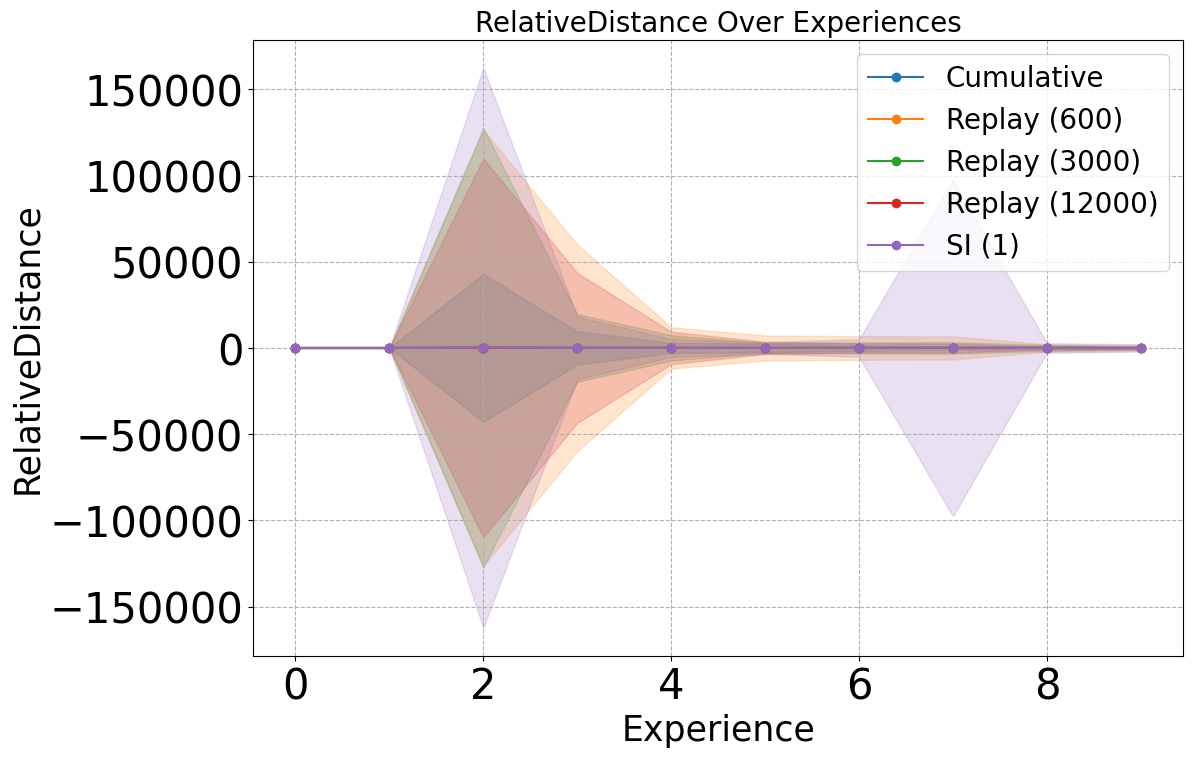 RelativeDistance Over Experiences
RelativeDistance
150000
100000
50000
0
−50000
−100000
−150000
Cumulative
Replay (600)
Replay (3000)
Replay (12000)
SI (1)
0 2 4 6 8
Experience